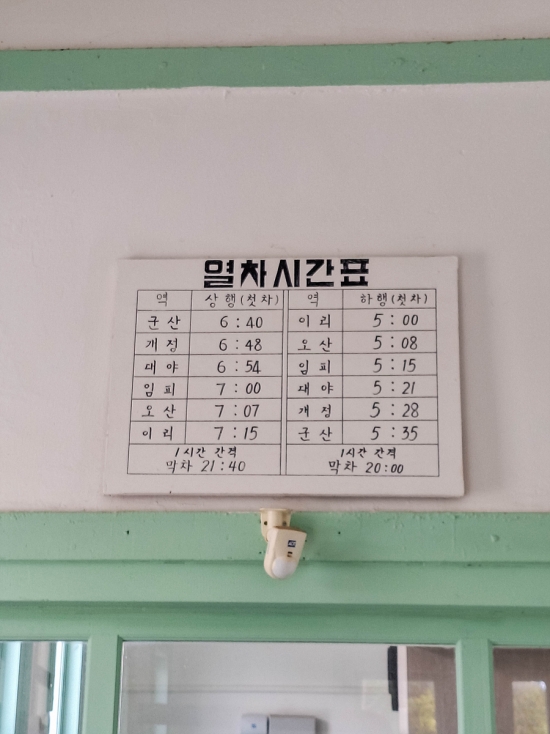 열차시간표
역 상행(첫차) 역 하행(첫차)
군산 6:40 이리 5:00
개정 6:48 오산 5:08
대야 6:54 임피 5:15
임피 7:00 대야 5:21
오산 7:07 개정 5:28
이리 7:15 군산 5:35
1시간 간격 1시간 간격
막차 21:40 막차 20:00